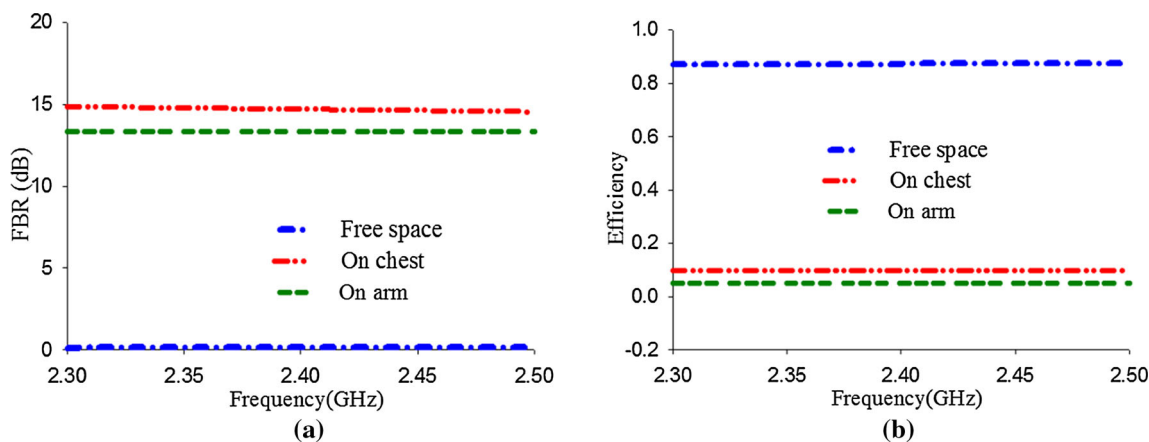 20
15
10
5
0
FBR (dB)
Free space
On chest
On arm
2.30
2.35
2.40
2.45
2.50
Frequency(GHz)
(a)
1.0
0.8
0.6
0.4
0.2
0.0
-0.2
Efficiency
Free space
On chest
On arm
2.30
2.35
2.40
2.45
2.50
Frequency(GHz)
(b)